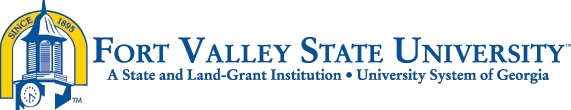 SINCE 1895
FORT VALLEY STATE UNIVERSITY™
A State and Land-Grant Institution • University System of Georgia
TM